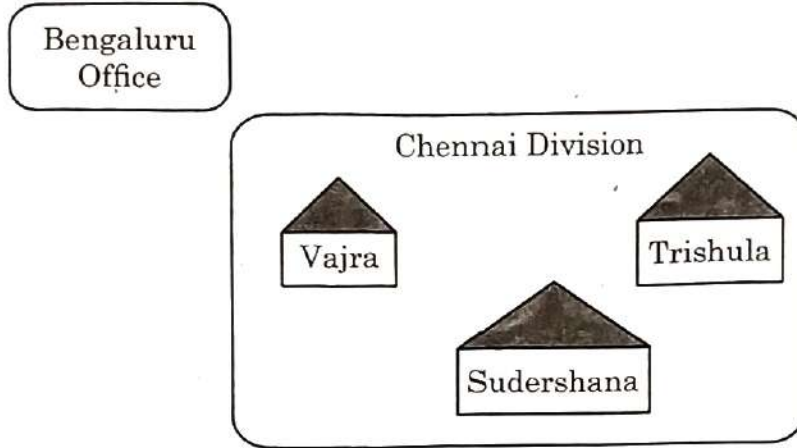 Bengaluru
Office
Chennai Division
Vajra
Trishula
Sudershana